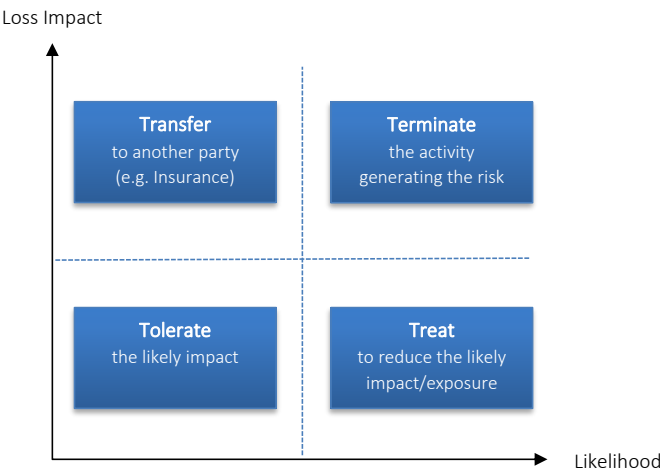 Loss Impact
Transfer
to another party
(e.g. Insurance)
Terminate
the activity
generating the risk
Tolerate
the likely impact
Treat
to reduce the likely
impact/exposure
Likelihood